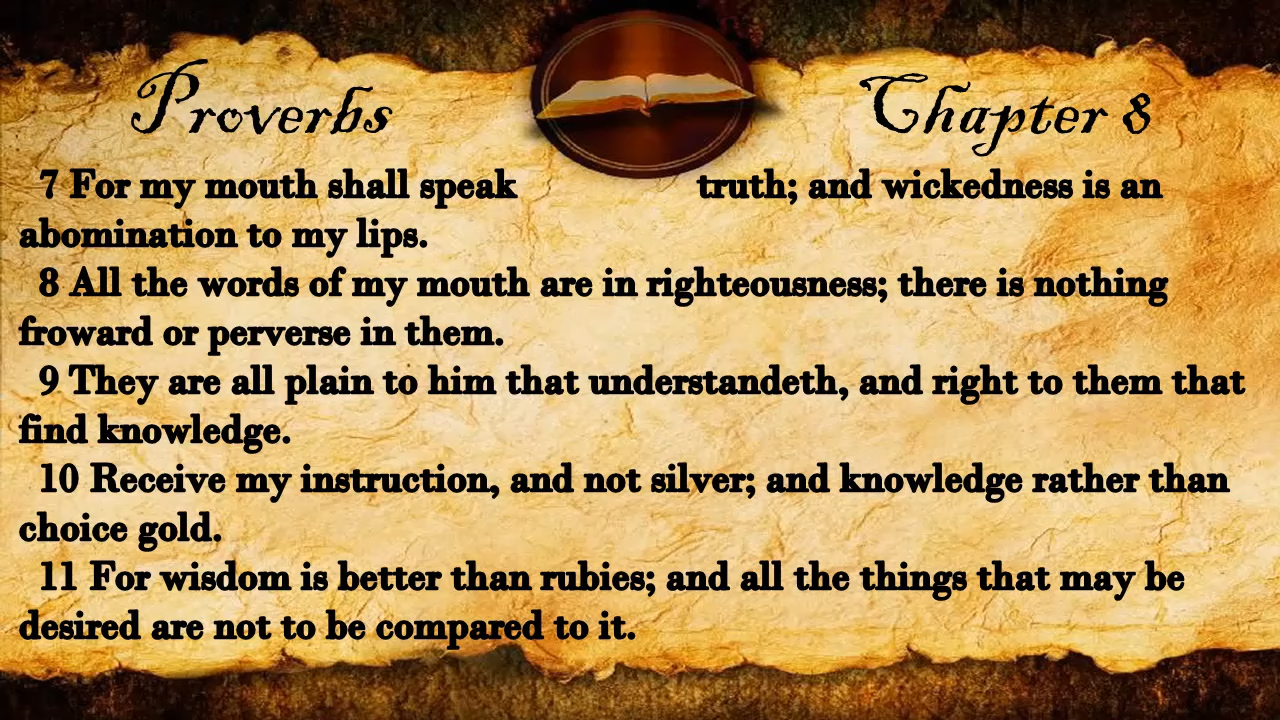 Proverbs Chapter 8
7 For my mouth shall speak truth; and wickedness is an
abomination to my lips.
8 All the words of my mouth are in righteousness; there is nothing
froward or perverse in them.
9 They are all plain to him that understandeth, and right to them that
find knowledge.
10 Receive my instruction, and not silver; and knowledge rather than
choice gold.
11 For wisdom is better than rubies; and all the things that may be
desired are not to be compared to it.